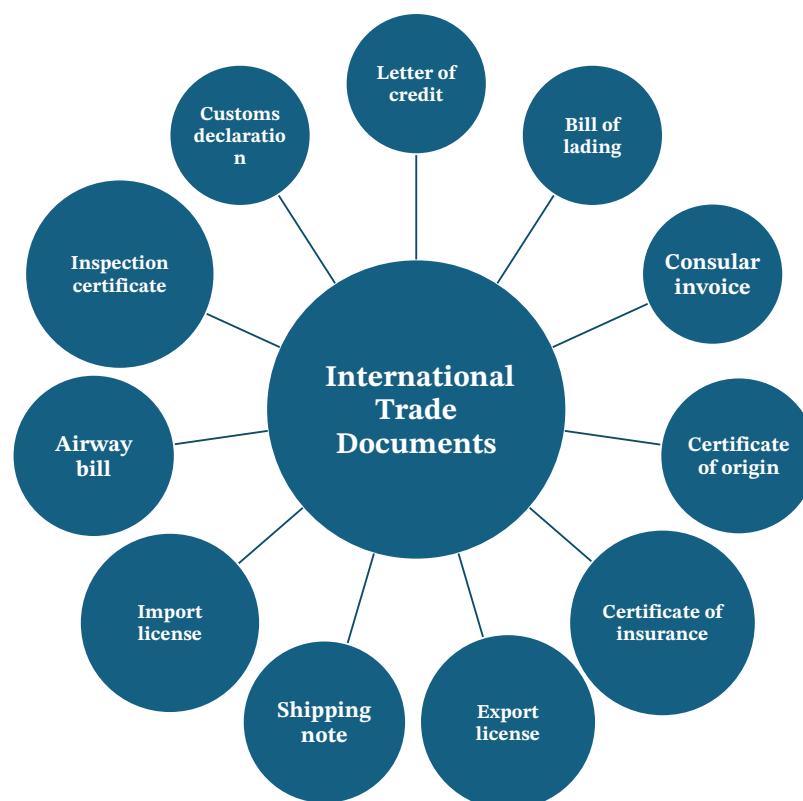 Letter of
credit
Bill of
lading
Consular
invoice
Certificate
of origin
Certificate of
insurance
Export
license
Shipping
note
Import
license
Airway
bill
Inspection
certificate
Customs
declaratio
n
International
Trade
Documents